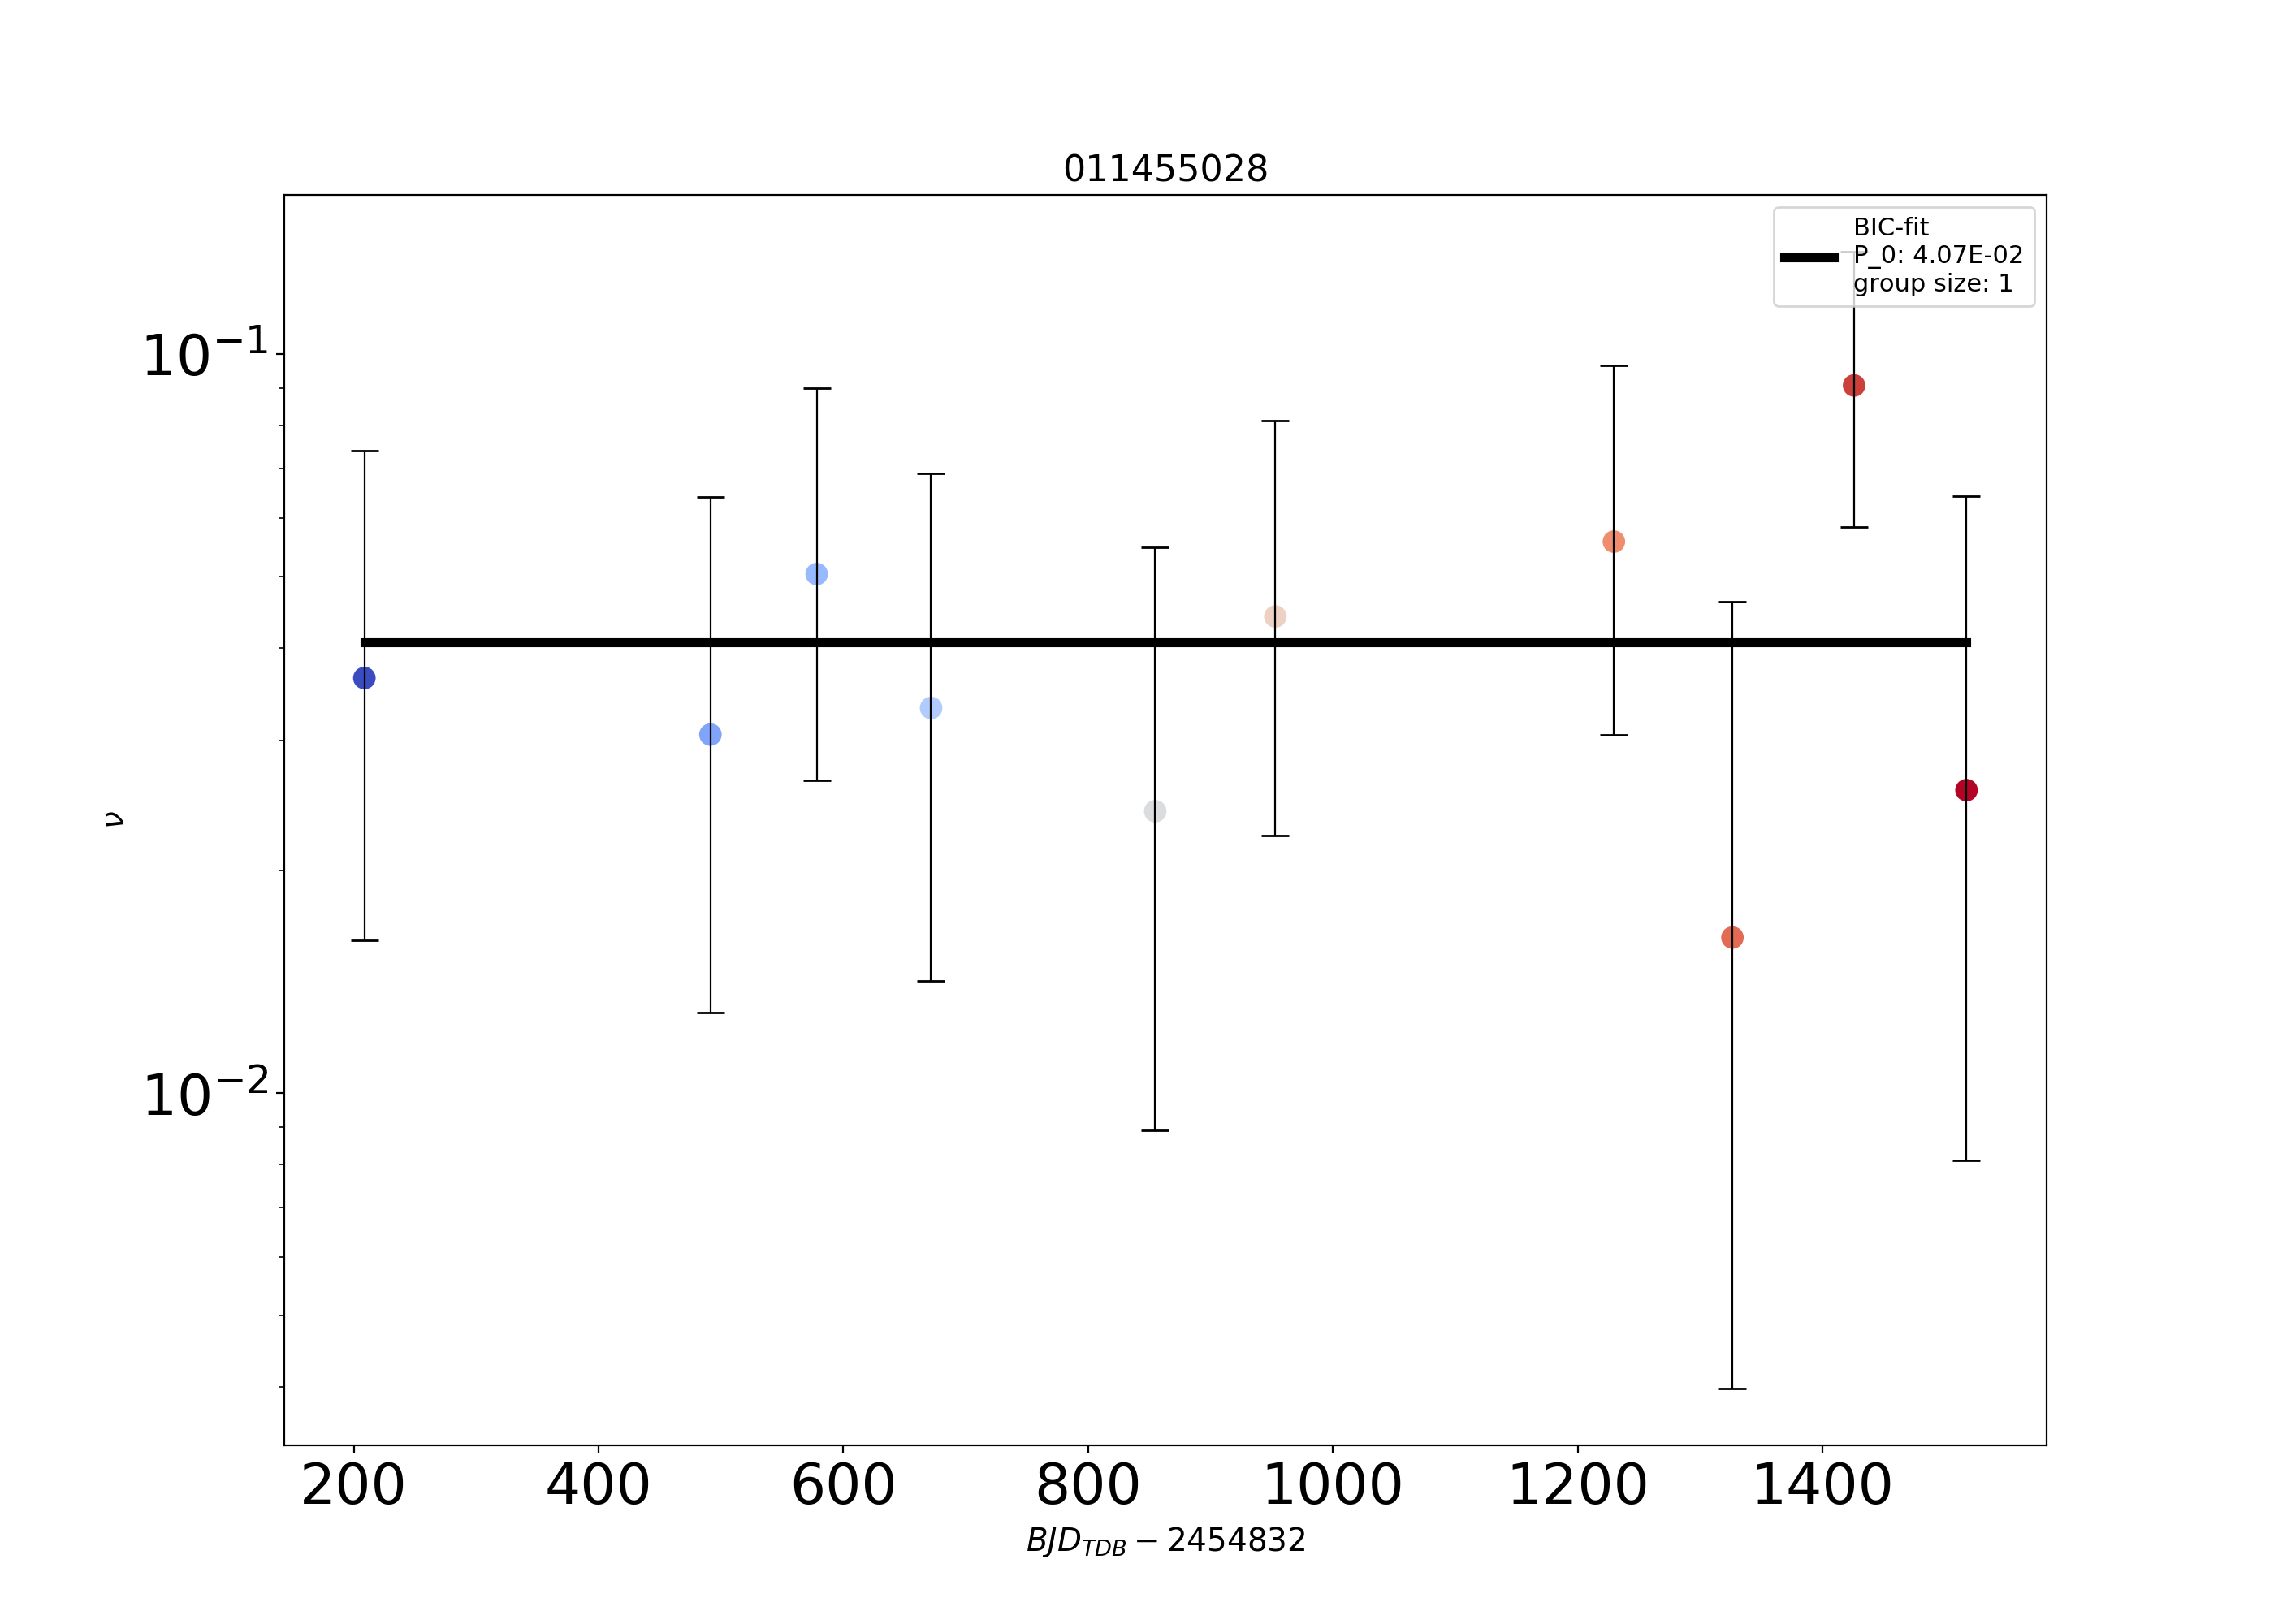 011455028
BIC-fit
P_0: 4.07E-02
group size: 1
10⁻¹
10⁻²
ν
200 400 600 800 1000 1200 1400
BJD_TDB − 2454832